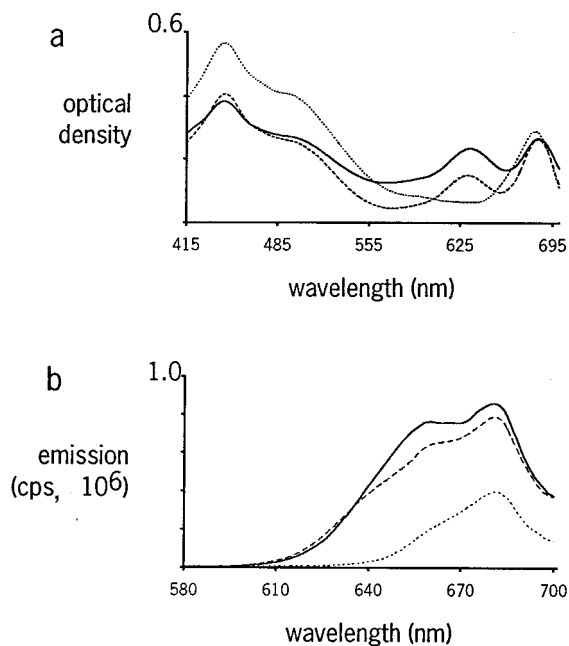 a
0.6
optical
density
415 485 555 625 695
wavelength (nm)
b
1.0
emission
(cps, 10⁶)
580 610 640 670 700
wavelength (nm)